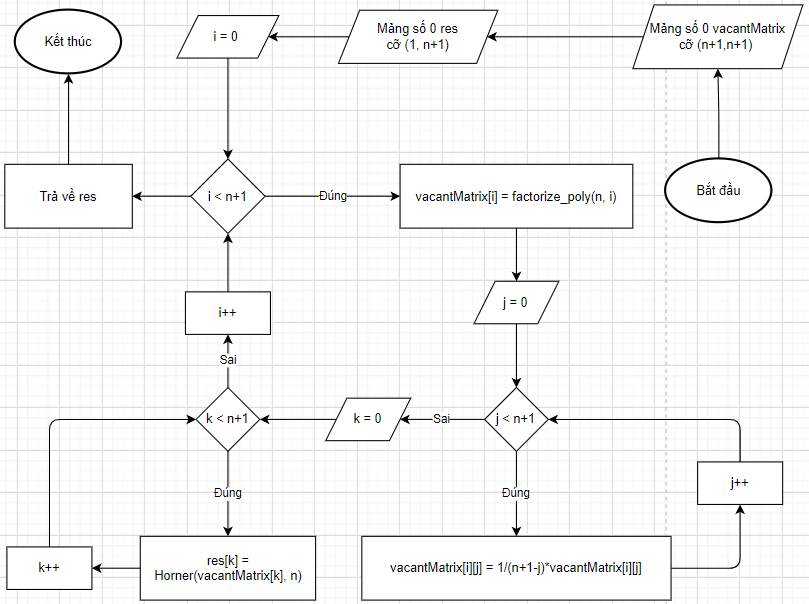 Kết thúc
i = 0
Mảng số 0 res
cỡ (1, n+1)
Mảng số 0 vacantMatrix
cỡ (n+1,n+1)
Trả về res
i < n+1
Đúng
vacantMatrix[i] = factorize_poly(n, i)
Bắt đầu
i++
j = 0
Sai
k < n+1
k = 0
Sai
j < n+1
j++
Đúng
Đúng
k++
res[k] =
Horner(vacantMatrix[k], n)
vacantMatrix[i][j] = 1/(n+1-j)*vacantMatrix[i][j]